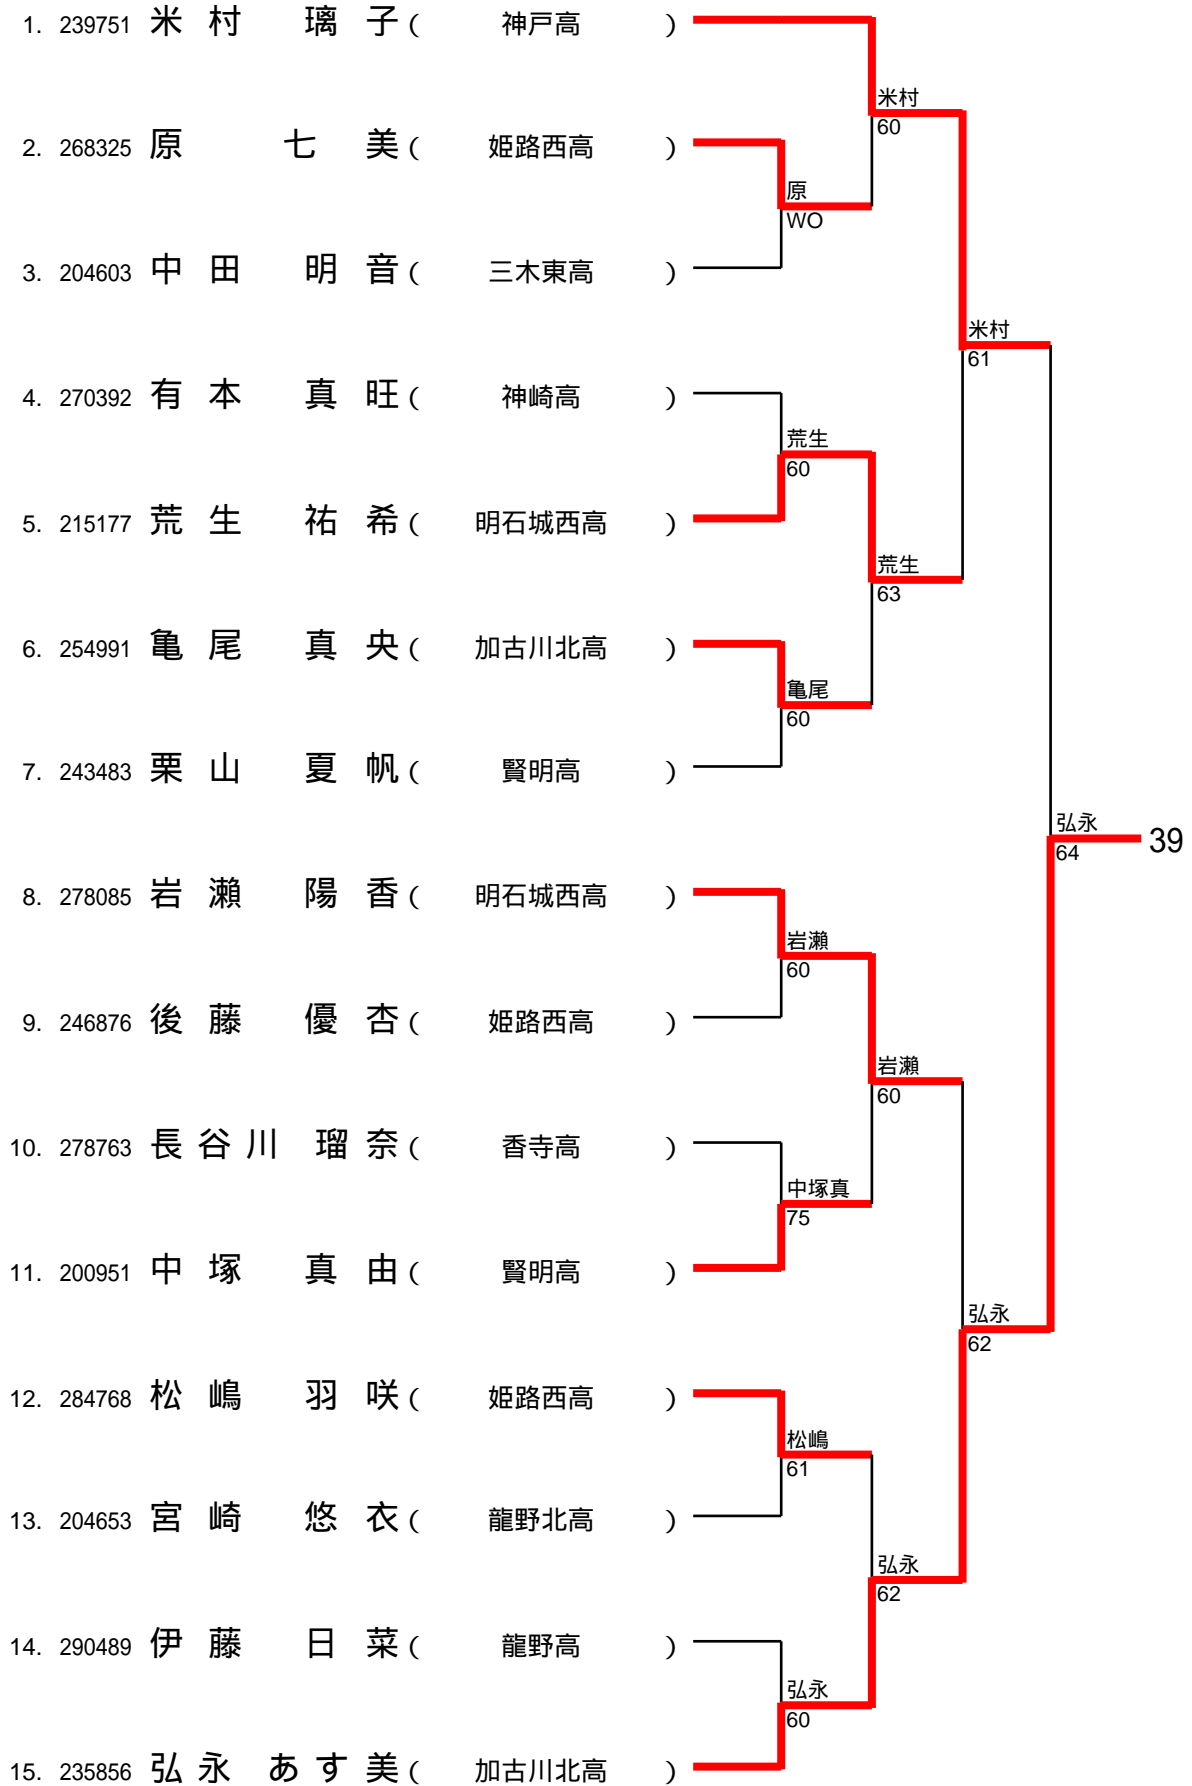 1. 239751 米村 璃子 ( 神戸高 )
米村
60
2. 268325 原 七美 ( 姫路西高 )
原
WO
3. 204603 中田 明音 ( 三木東高 )
米村
61
4. 270392 有本 真旺 ( 神崎高 )
荒生
60
5. 215177 荒生 祐希 ( 明石城西高 )
荒生
63
6. 254991 亀尾 真央 ( 加古川北高 )
亀尾
60
7. 243483 栗山 夏帆 ( 賢明高 )
弘永
64
39
8. 278085 岩瀬 陽香 ( 明石城西高 )
岩瀬
60
9. 246876 後藤 優杏 ( 姫路西高 )
岩瀬
60
10. 278763 長谷川 瑠奈 ( 香寺高 )
中塚真
75
11. 200951 中塚 真由 ( 賢明高 )
弘永
62
12. 284768 松嶋 羽咲 ( 姫路西高 )
松嶋
61
13. 204653 宮崎 悠衣 ( 龍野北高 )
弘永
62
14. 290489 伊藤 日菜 ( 龍野高 )
弘永
60
15. 235856 弘永 あす美 ( 加古川北高 )